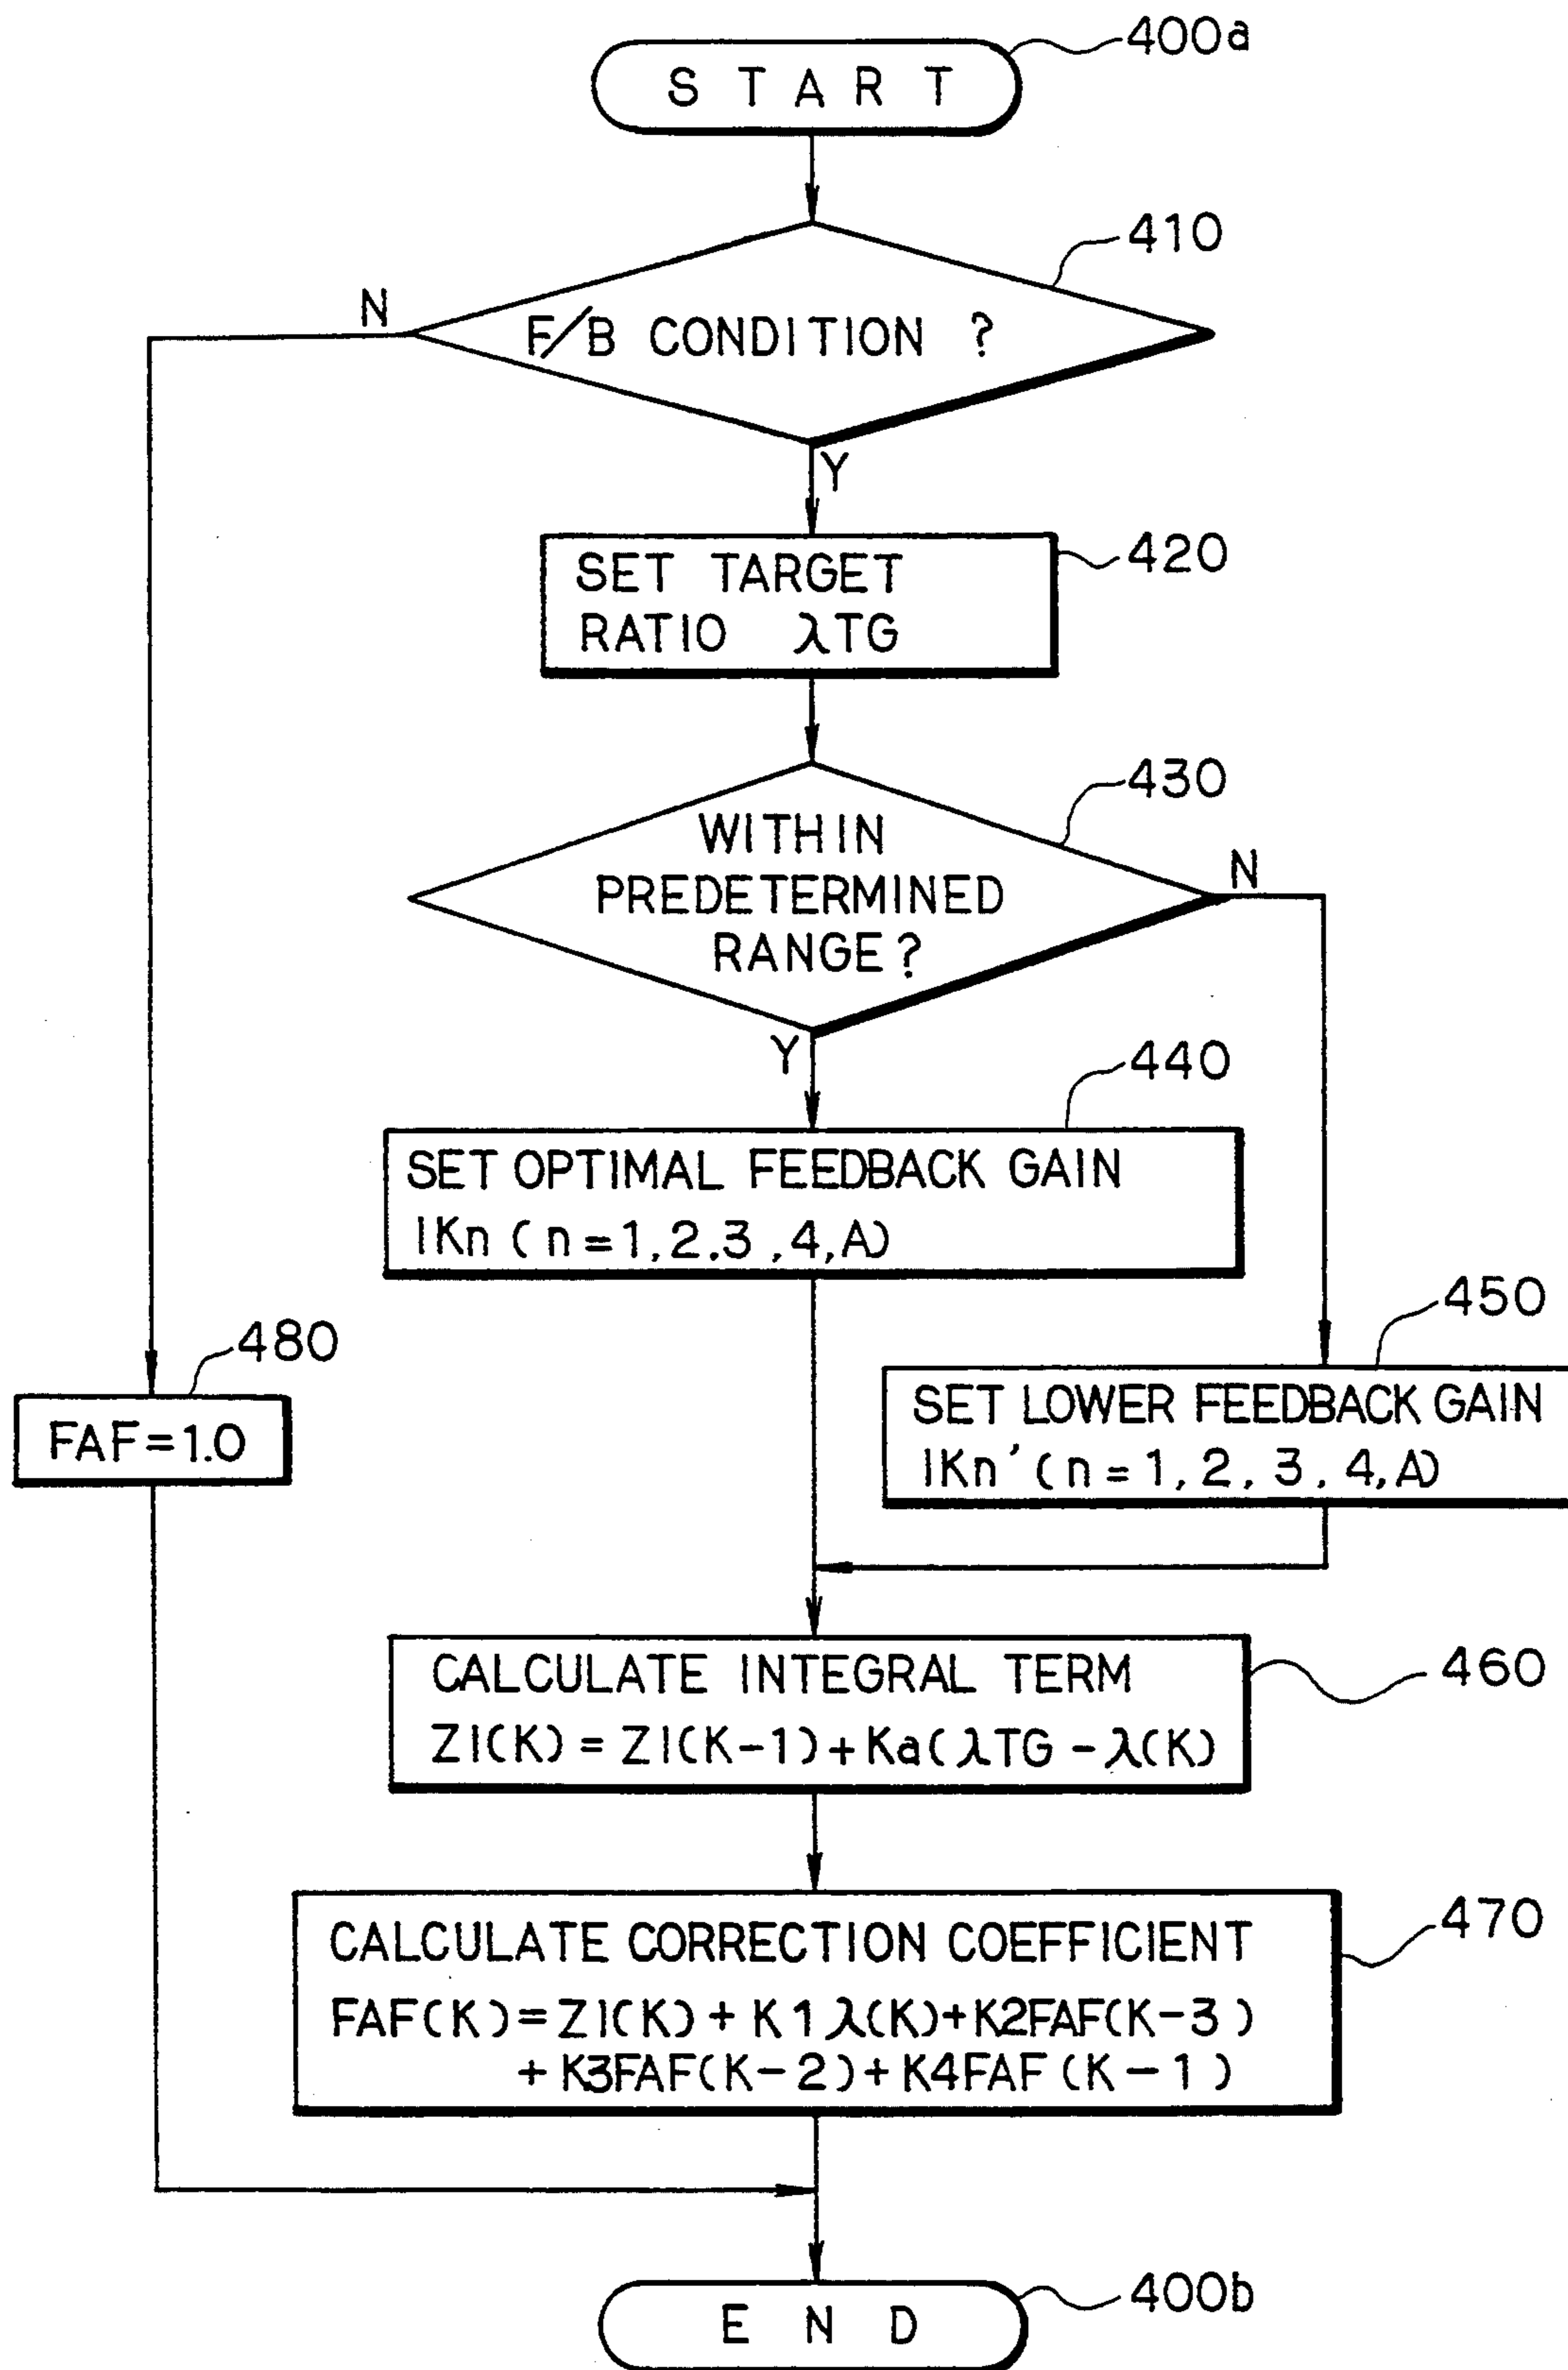 400a
START
410
N
F/B CONDITION ?
Y
420
SET TARGET
RATIO λTG
430
WITHIN
PREDETERMINED
RANGE?
N
Y
440
SET OPTIMAL FEEDBACK GAIN
IKn (n=1,2.3,4,A)
450
SET LOWER FEEDBACK GAIN
IKn' (n=1,2,3,4,A)
480
FAF=1.0
460
CALCULATE INTEGRAL TERM
ZI(K) = ZI(K-1)+Ka(λTG-λ(K)
470
CALCULATE CORRECTION COEFFICIENT
FAF(K)=ZI(K)+K1λ(K)+K2FAF(K-3)
+K3FAF(K-2)+K4FAF(K-1)
END
400b